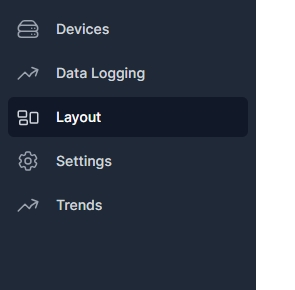 Devices
Data Logging
Layout
Settings
Trends